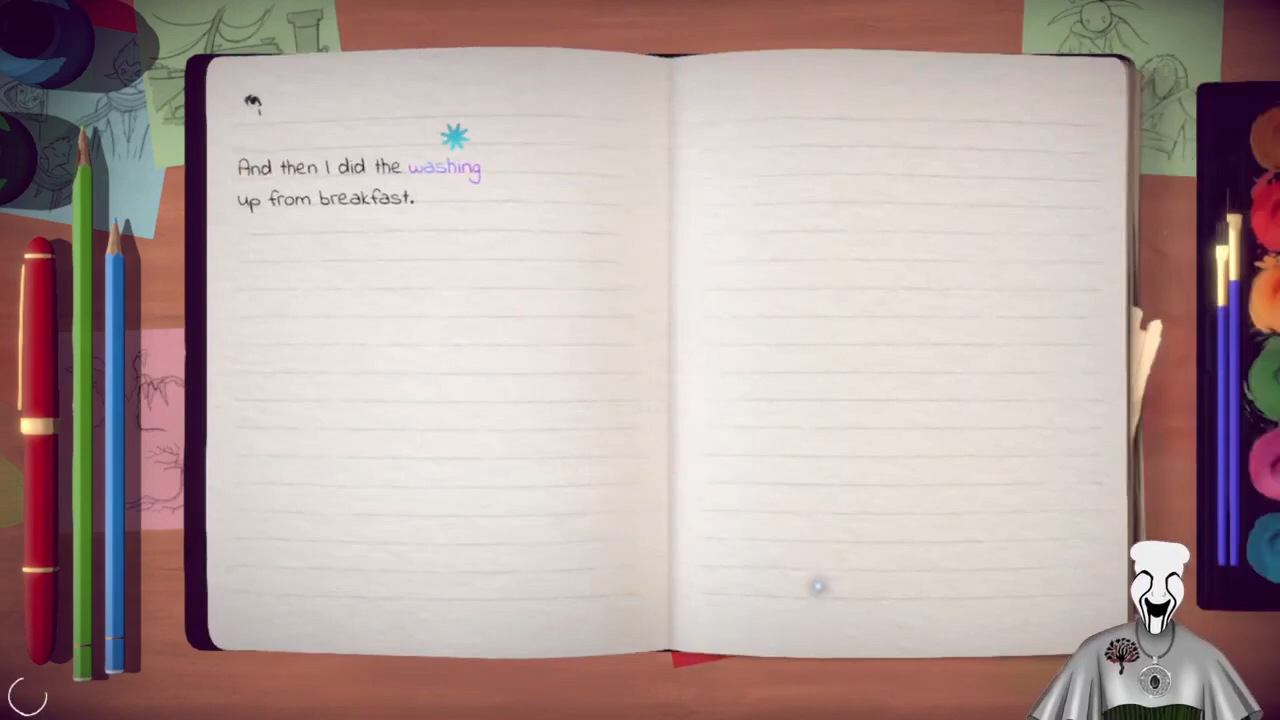 And then I did the washing
up from breakfast.